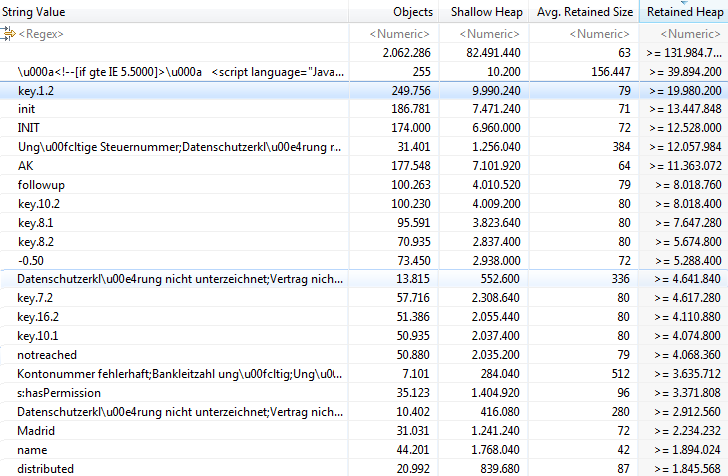 String Value Objects Shallow Heap Avg. Retained Size Retained Heap
<Regex> <Numeric> <Numeric> <Numeric> <Numeric>
2.062.286 82.491.440 63 >= 131.984.7...
\u000a<!--[if gte IE 5.5000]>\u000a <script language="Java... 255 10.200 156.447 >= 39.894.200
key.1.2 249.756 9.990.240 79 >= 19.980.200
init 186.781 7.471.240 71 >= 13.447.848
INIT 174.000 6.960.000 72 >= 12.528.000
Ung\u00fcltige Steuernummer;Datenschutzerkl\u00e4rung r... 31.401 1.256.040 384 >= 12.057.984
AK 177.548 7.101.920 64 >= 11.363.072
followup 100.263 4.010.520 79 >= 8.018.760
key.10.2 100.230 4.009.200 80 >= 8.018.400
key.8.1 95.591 3.823.640 80 >= 7.647.280
key.8.2 70.935 2.837.400 80 >= 5.674.800
-0.50 73.450 2.938.000 72 >= 5.288.400
Datenschutzerkl\u00e4rung nicht unterzeichnet;Vertrag nich... 13.815 552.600 336 >= 4.641.840
key.7.2 57.716 2.308.640 80 >= 4.617.280
key.16.2 51.386 2.055.440 80 >= 4.110.880
key.10.1 50.935 2.037.400 80 >= 4.074.800
notreached 50.880 2.035.200 79 >= 4.068.360
Kontonummer fehlerhaft;Bankleitzahl ung\u00fcltig;Ung\u0... 7.101 284.040 512 >= 3.635.712
s:hasPermission 35.123 1.404.920 96 >= 3.371.808
Datenschutzerkl\u00e4rung nicht unterzeichnet;Vertrag nich... 10.402 416.080 280 >= 2.912.560
Madrid 31.031 1.241.240 72 >= 2.234.232
name 44.201 1.768.040 42 >= 1.894.024
distributed 20.992 839.680 87 >= 1.845.568